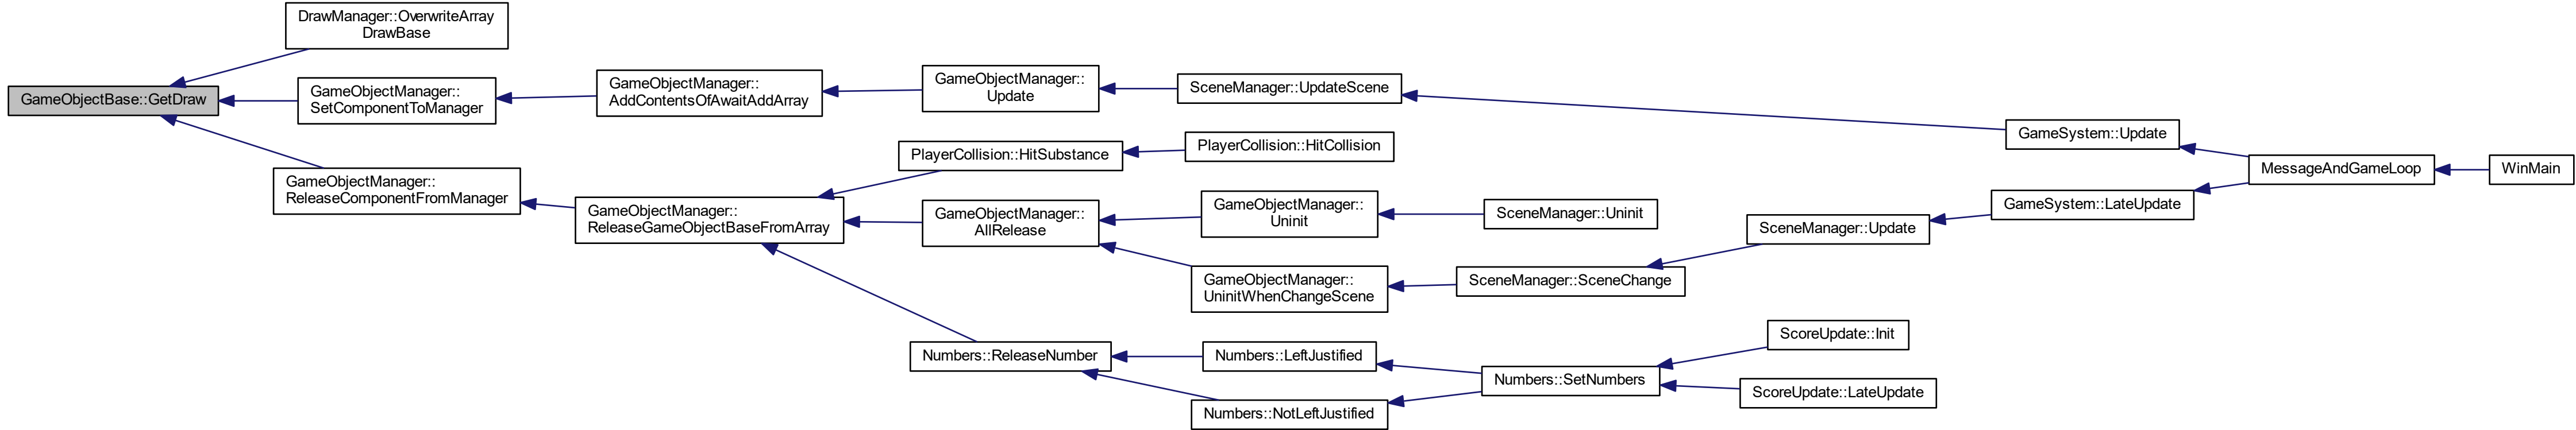 DrawManager::OverwriteArray
DrawBase
GameObjectBase::GetDraw
GameObjectManager::
SetComponentToManager
GameObjectManager::
AddContentsOfAwaitAddArray
GameObjectManager::
Update
SceneManager::UpdateScene
GameSystem::Update
MessageAndGameLoop
WinMain
GameObjectManager::
ReleaseComponentFromManager
GameObjectManager::
ReleaseGameObjectBaseFromArray
PlayerCollision::HitSubstance
PlayerCollision::HitCollision
GameObjectManager::
AllRelease
GameObjectManager::
Uninit
SceneManager::Uninit
GameObjectManager::
UninitWhenChangeScene
SceneManager::SceneChange
SceneManager::Update
GameSystem::LateUpdate
Numbers::ReleaseNumber
Numbers::LeftJustified
Numbers::NotLeftJustified
Numbers::SetNumbers
ScoreUpdate::Init
ScoreUpdate::LateUpdate